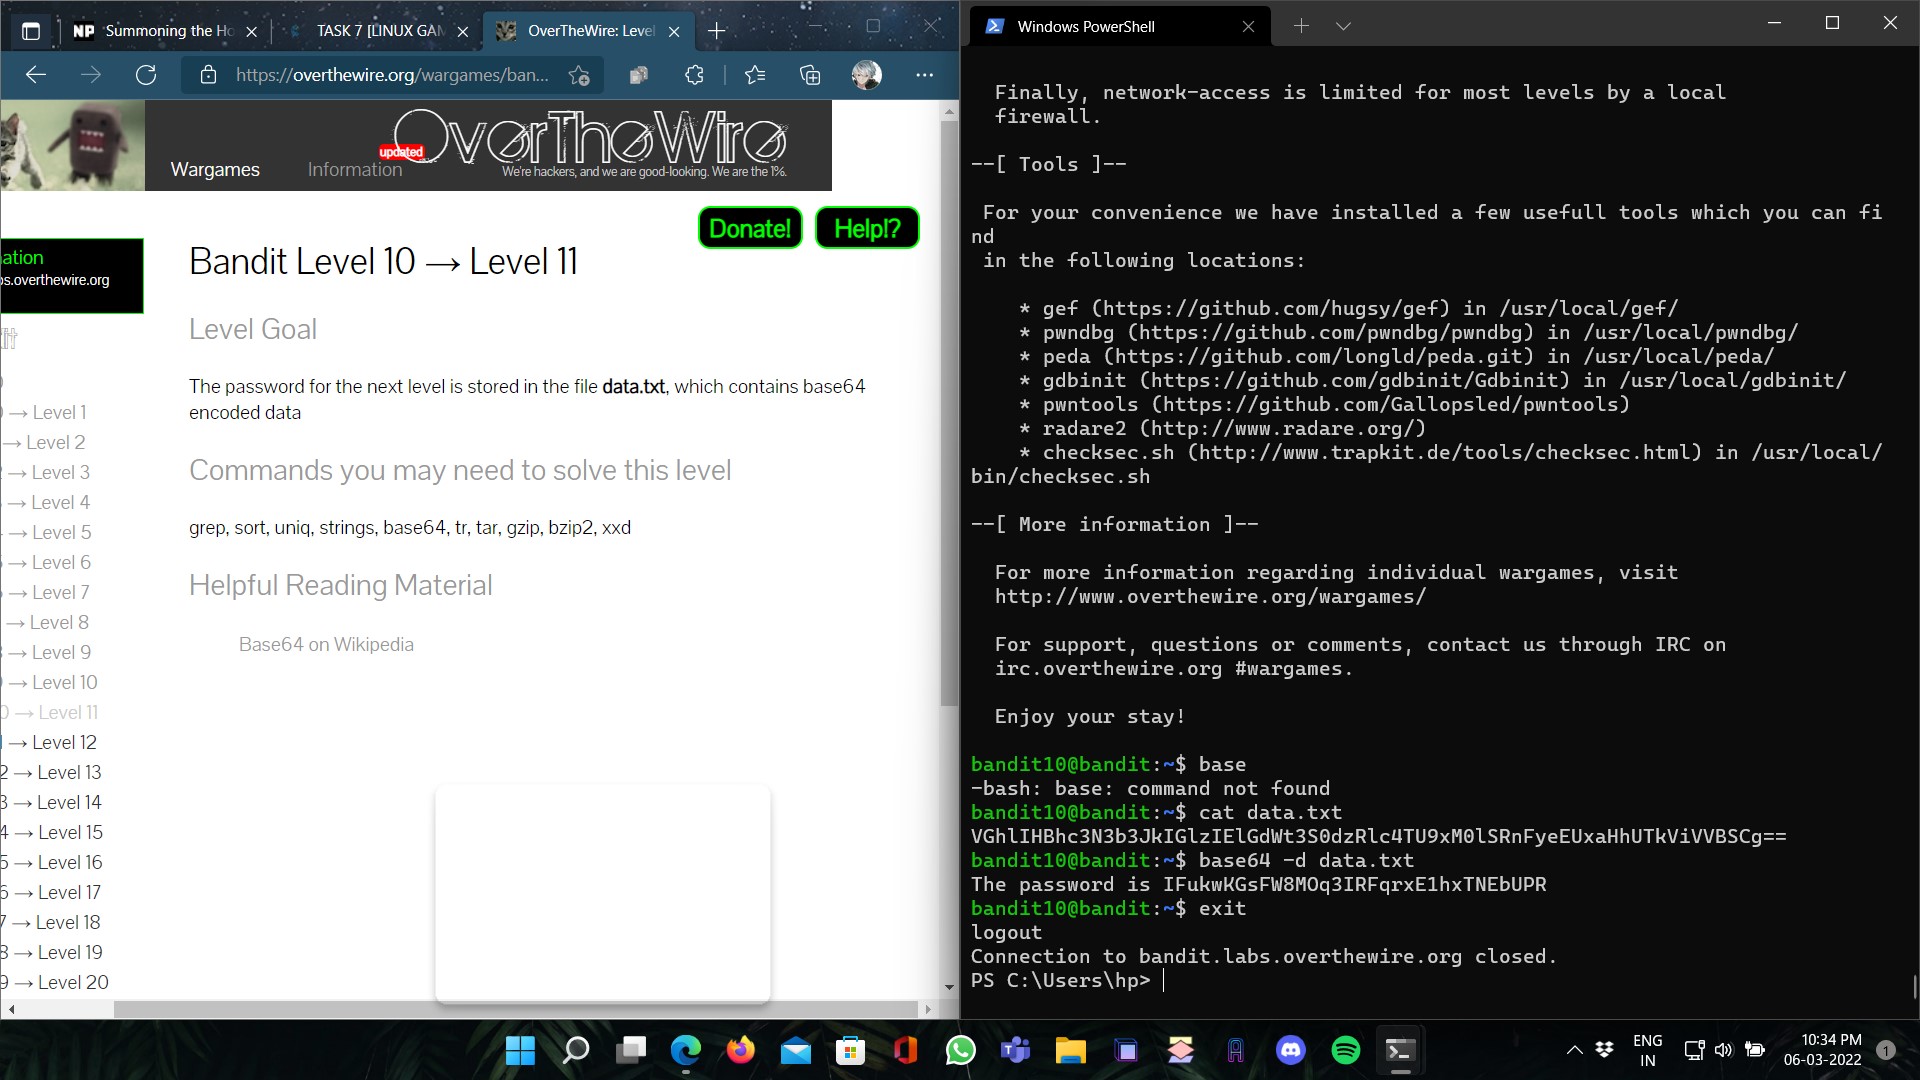 Summoning the Ho
TASK 7 [LINUX GAM
OverTheWire: Level
https://overthewire.org/wargames/ban...
Wargames
Information
updated
OverTheWire
We're hackers, and we are good-looking. We are the 1%.
Donate!
Help!?
ation
os.overthewire.org
Bandit Level 10 → Level 11
Level Goal
The password for the next level is stored in the file data.txt, which contains base64
encoded data
Commands you may need to solve this level
grep, sort, uniq, strings, base64, tr, tar, gzip, bzip2, xxd
Helpful Reading Material
Base64 on Wikipedia
→ Level 1
→ Level 2
→ Level 3
→ Level 4
→ Level 5
→ Level 6
→ Level 7
→ Level 8
→ Level 9
→ Level 10
0 → Level 11
→ Level 12
2 → Level 13
3 → Level 14
4 → Level 15
5 → Level 16
6 → Level 17
7 → Level 18
8 → Level 19
9 → Level 20
Windows PowerShell
Finally, network-access is limited for most levels by a local
firewall.
--[ Tools ]--
For your convenience we have installed a few usefull tools which you can fi
nd
in the following locations:
* gef (https://github.com/hugsy/gef) in /usr/local/gef/
* pwndbg (https://github.com/pwndbg/pwndbg) in /usr/local/pwndbg/
* peda (https://github.com/longld/peda.git) in /usr/local/peda/
* gdbinit (https://github.com/gdbinit/Gdbinit) in /usr/local/gdbinit/
* pwntools (https://github.com/Gallopsled/pwntools)
* radare2 (http://www.radare.org/)
* checksec.sh (http://www.trapkit.de/tools/checksec.html) in /usr/local/
bin/checksec.sh
--[ More information ]--
For more information regarding individual wargames, visit
http://www.overthewire.org/wargames/
For support, questions or comments, contact us through IRC on
irc.overthewire.org #wargames.
Enjoy your stay!
bandit10@bandit:~$ base
-bash: base: command not found
bandit10@bandit:~$ cat data.txt
VGhlIHBhc3N3b3JkIGlzIElGdWt3S0dzRlc4TU9xM0lSRnFyeEUxaHhUTkViVVBSCg==
bandit10@bandit:~$ base64 -d data.txt
The password is IFukwKGsFW8MOq3IRFqrxE1hxTNEbUPR
bandit10@bandit:~$ exit
logout
Connection to bandit.labs.overthewire.org closed.
PS C:\Users\hp>
ENG
IN
10:34 PM
06-03-2022
1